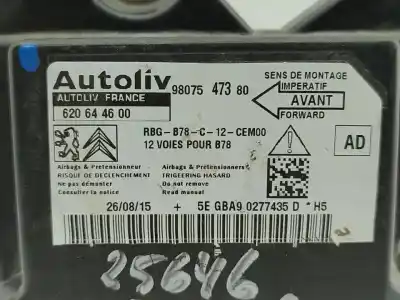 Autoliv
AUTOLIV FRANCE
98075 473 80
620 64 46 00
SENS DE MONTAGE
IMPERATIF
AVANT
FORWARD
RBG-B78-C-12-CEM00
12 VOIES POUR B78
AD
Airbags & Prétensionneur
RISQUE DE DECLENCHEMENT
Ne pas démonter
Consulter la notice
Airbags & Pretensioners
TRIGGERING HASARD
Do not remove
Read manual
26/08/15 + 5E GBA9 0277435 D * H5
25646